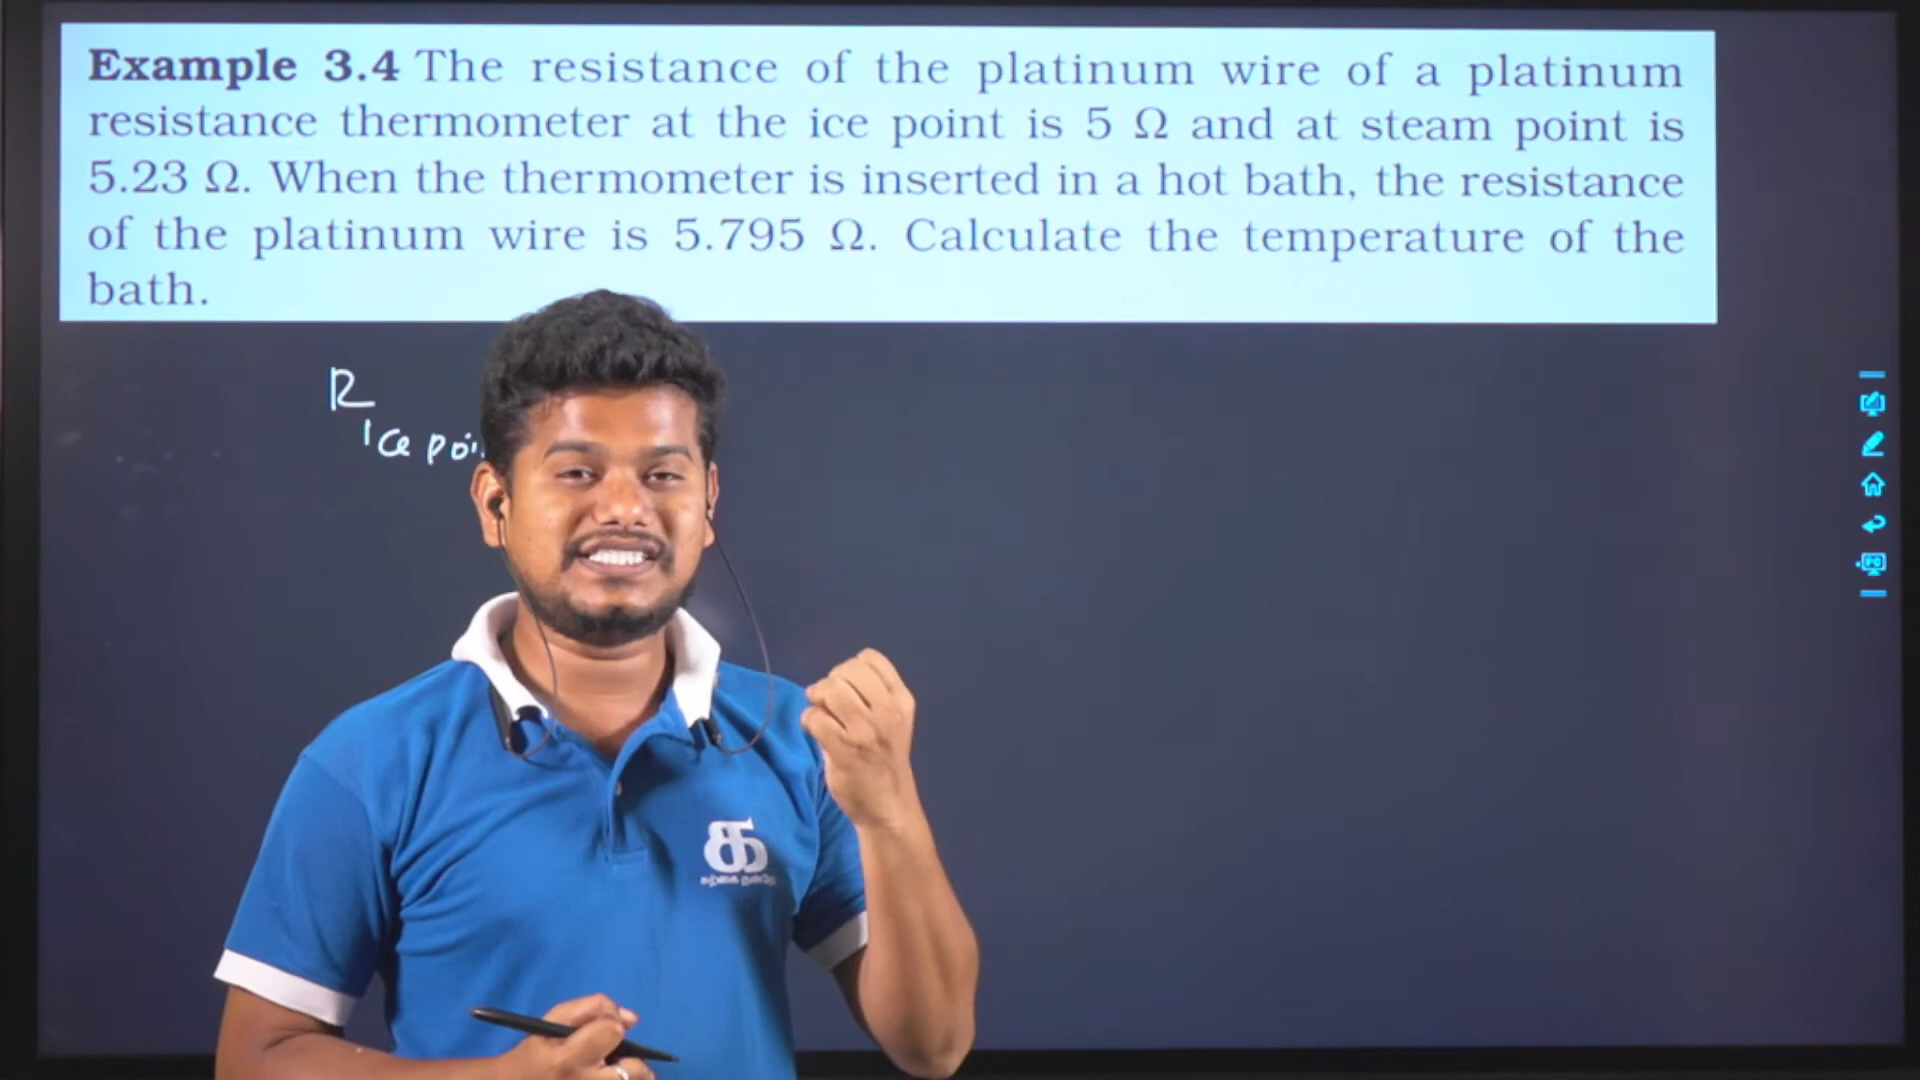 Example 3.4 The resistance of the platinum wire of a platinum
resistance thermometer at the ice point is 5 Ω and at steam point is
5.23 Ω. When the thermometer is inserted in a hot bath, the resistance
of the platinum wire is 5.795 Ω. Calculate the temperature of the
bath.
R
Ice poi
க